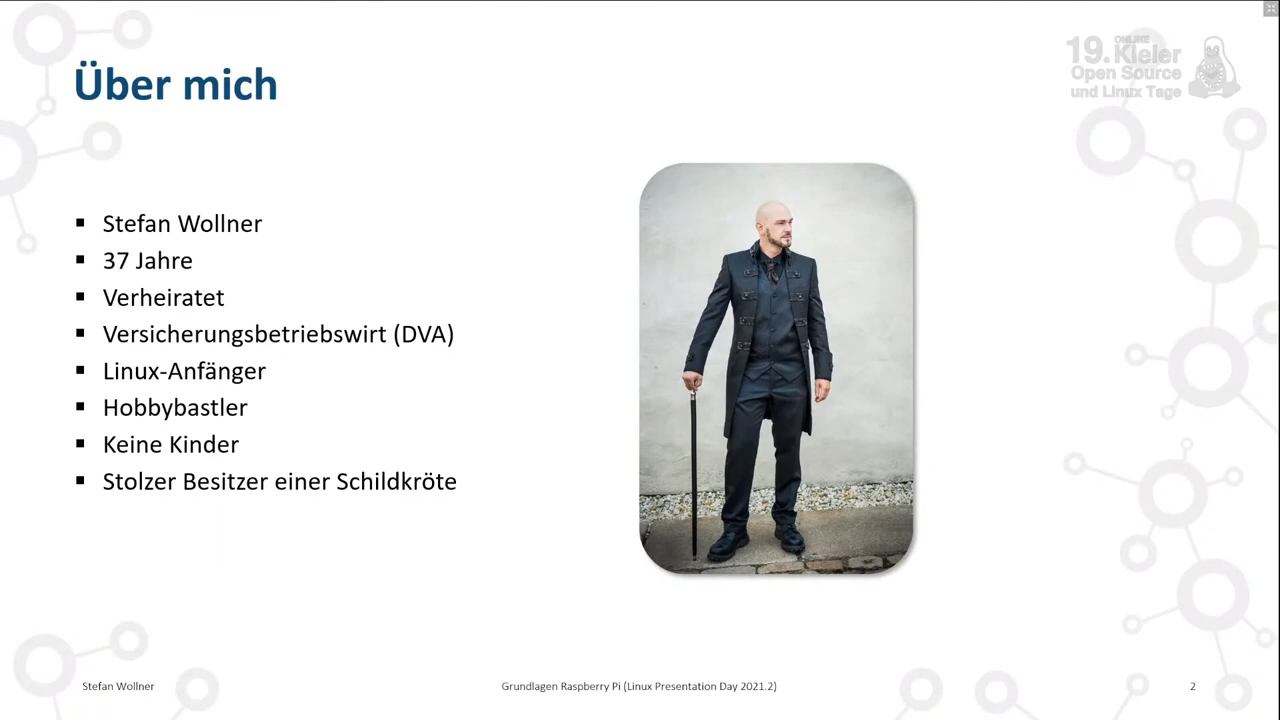 Über mich
ONLINE
19. Kieler
Open Source
und Linux Tage
Stefan Wollner
37 Jahre
Verheiratet
Versicherungsbetriebswirt (DVA)
Linux-Anfänger
Hobbybastler
Keine Kinder
Stolzer Besitzer einer Schildkröte
Stefan Wollner
Grundlagen Raspberry Pi (Linux Presentation Day 2021.2)
2